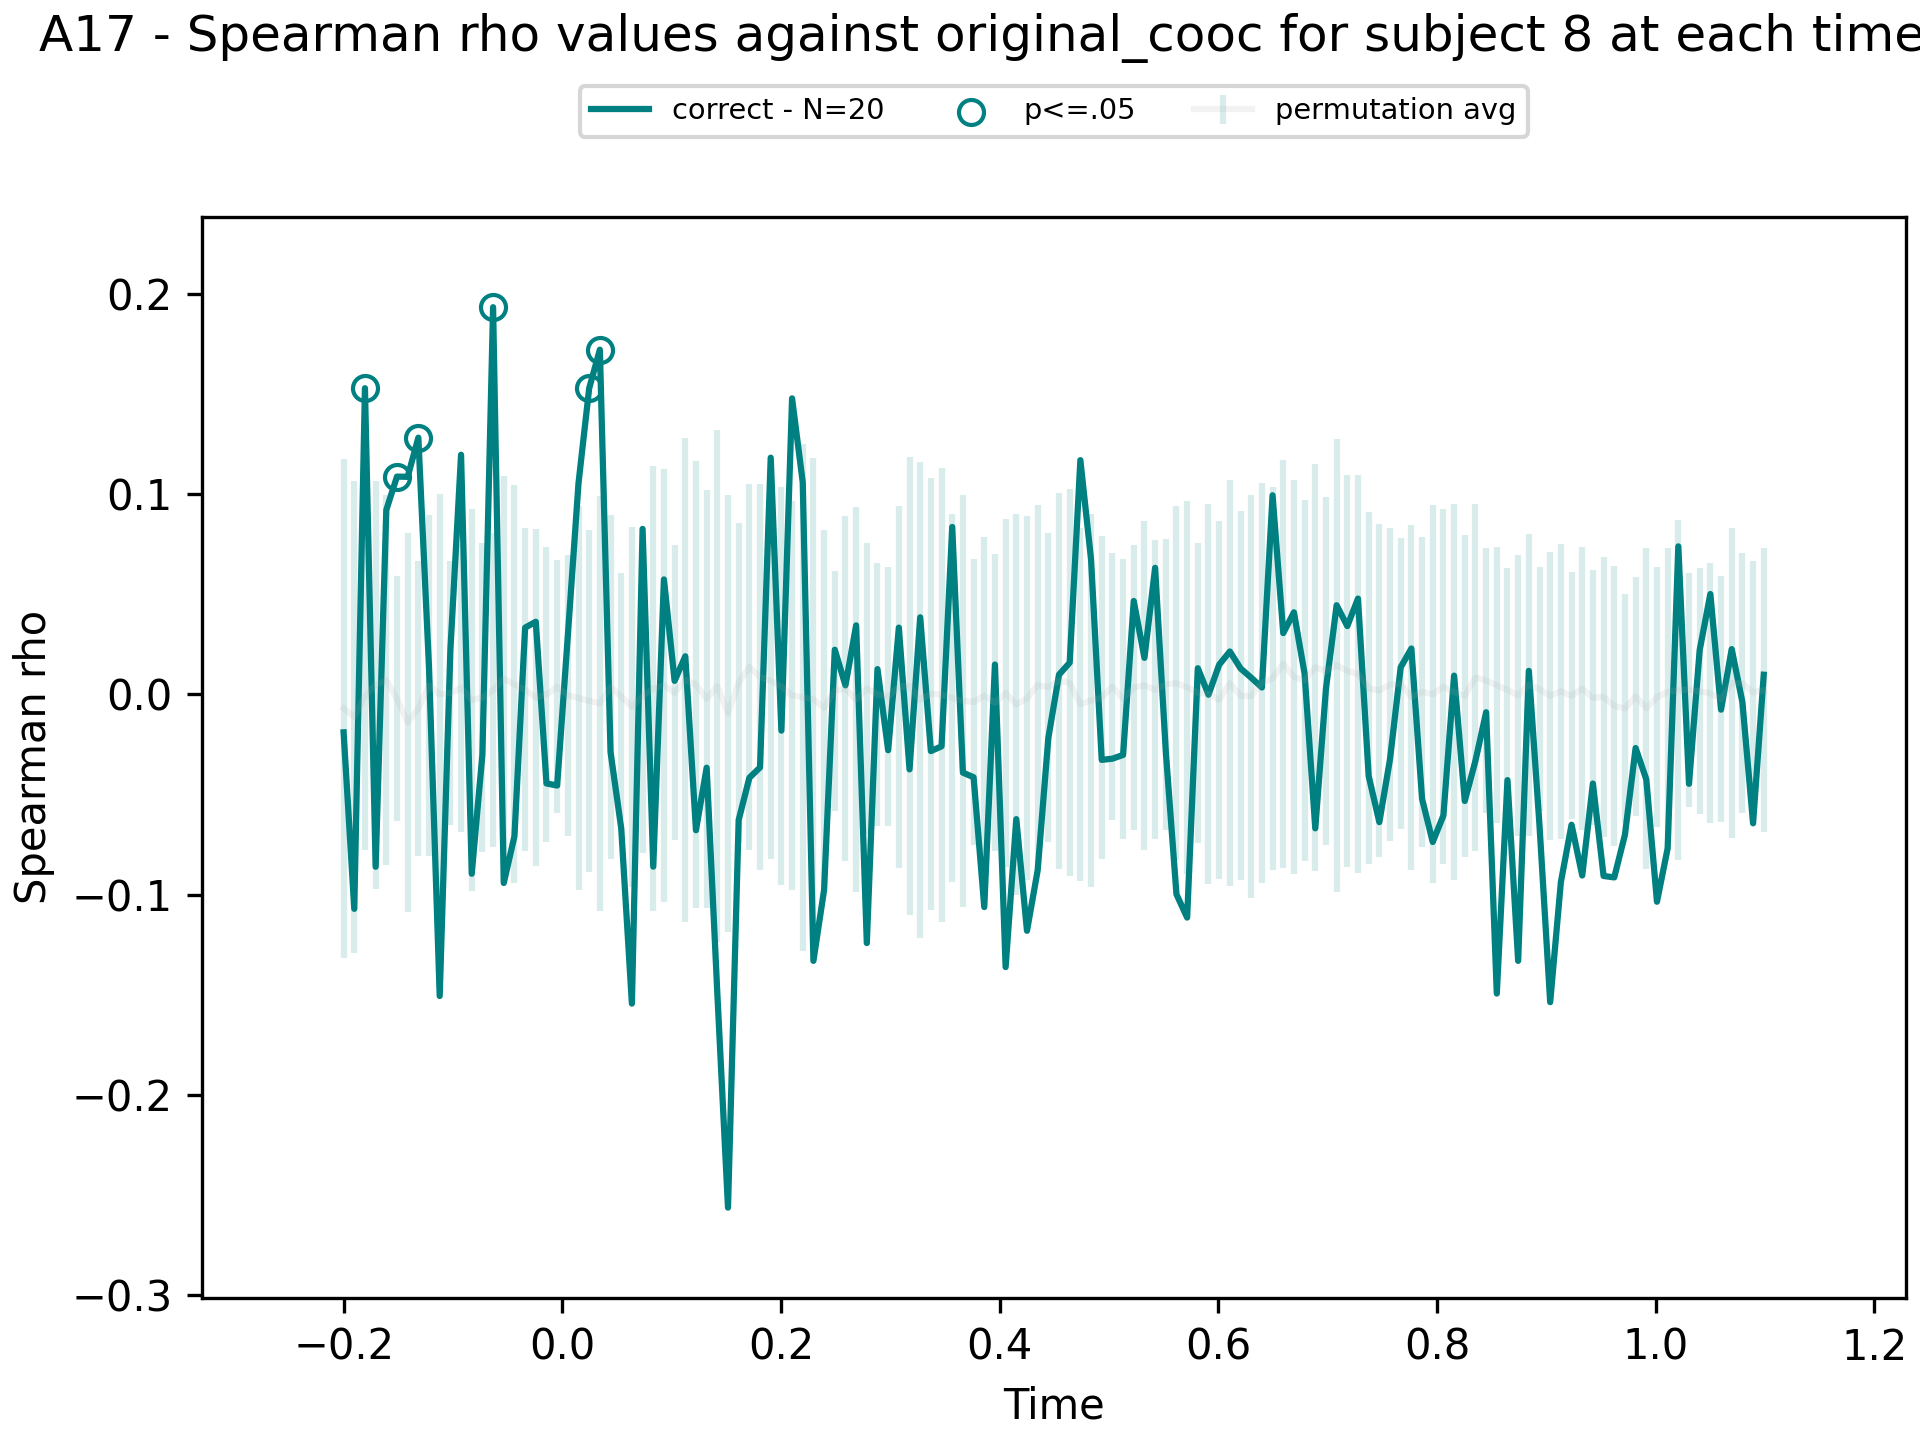 A17 - Spearman rho values against original_cooc for subject 8 at each time
correct - N=20 p<=.05 permutation avg
0.2
0.1
0.0
−0.1
−0.2
−0.3
Spearman rho
−0.2 0.0 0.2 0.4 0.6 0.8 1.0 1.2
Time